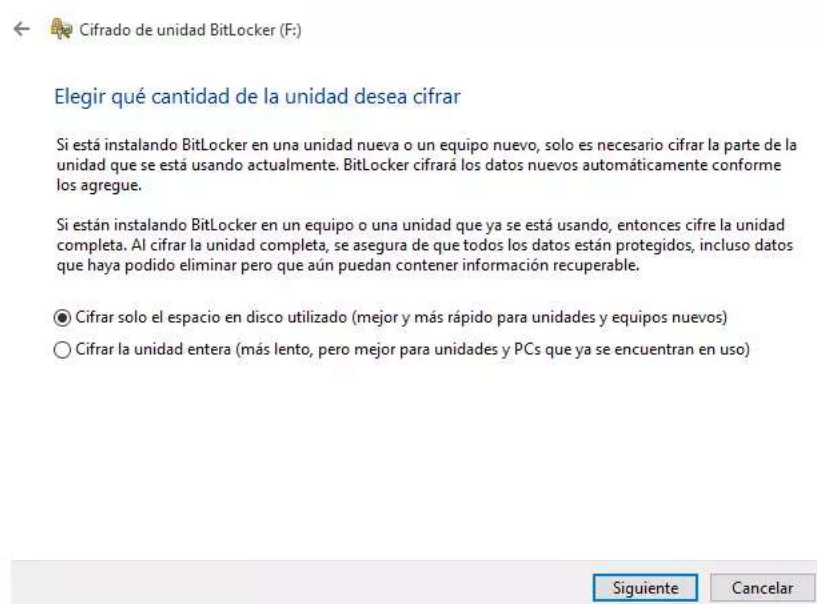 Cifrado de unidad BitLocker (F:)
Elegir qué cantidad de la unidad desea cifrar
Si está instalando BitLocker en una unidad nueva o un equipo nuevo, solo es necesario cifrar la parte de la
unidad que se está usando actualmente. BitLocker cifrará los datos nuevos automáticamente conforme
los agregue.
Si están instalando BitLocker en un equipo o una unidad que ya se está usando, entonces cifre la unidad
completa. Al cifrar la unidad completa, se asegura de que todos los datos están protegidos, incluso datos
que haya podido eliminar pero que aún puedan contener información recuperable.
Cifrar solo el espacio en disco utilizado (mejor y más rápido para unidades y equipos nuevos)
Cifrar la unidad entera (más lento, pero mejor para unidades y PCs que ya se encuentran en uso)
Siguiente Cancelar